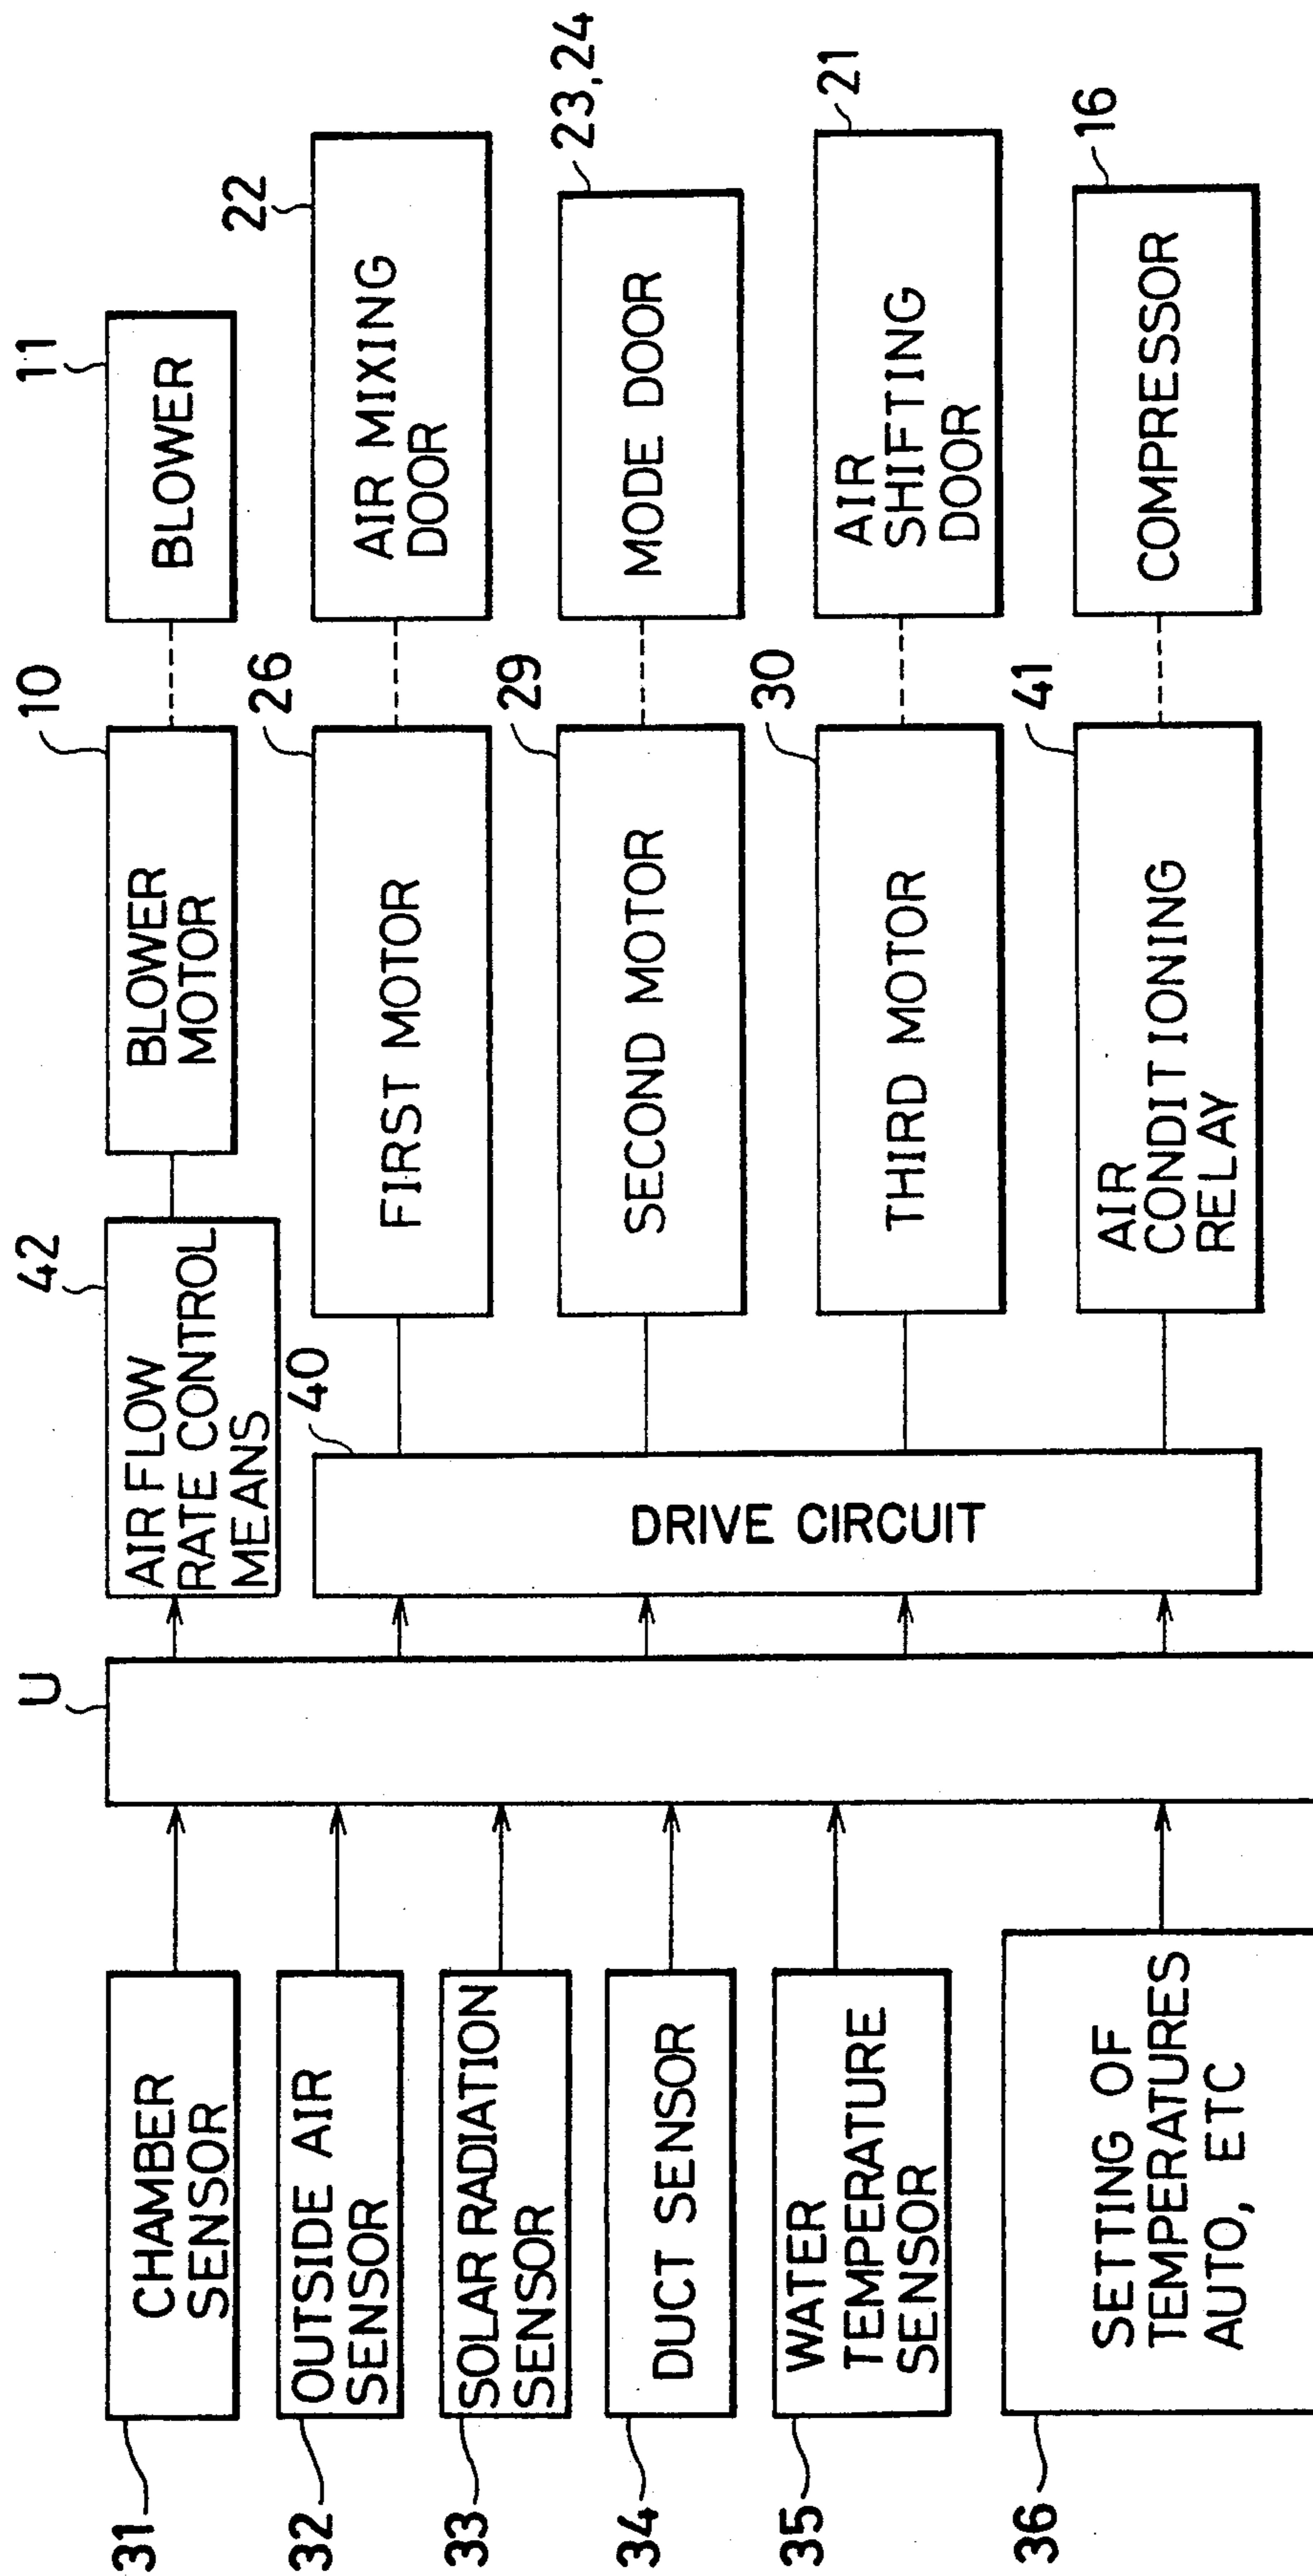 31
CHAMBER
SENSOR
32
OUTSIDE AIR
SENSOR
33
SOLAR RADIATION
SENSOR
34
DUCT SENSOR
35
WATER
TEMPERATURE
SENSOR
36
SETTING OF
TEMPERATURES
AUTO, ETC
U
42
AIR FLOW
RATE CONTROL
MEANS
40
DRIVE CIRCUIT
10
BLOWER
MOTOR
26
FIRST MOTOR
29
SECOND MOTOR
30
THIRD MOTOR
41
AIR
CONDITIONING
RELAY
11
BLOWER
22
AIR MIXING
DOOR
23, 24
MODE DOOR
21
AIR
SHIFTING
DOOR
16
COMPRESSOR